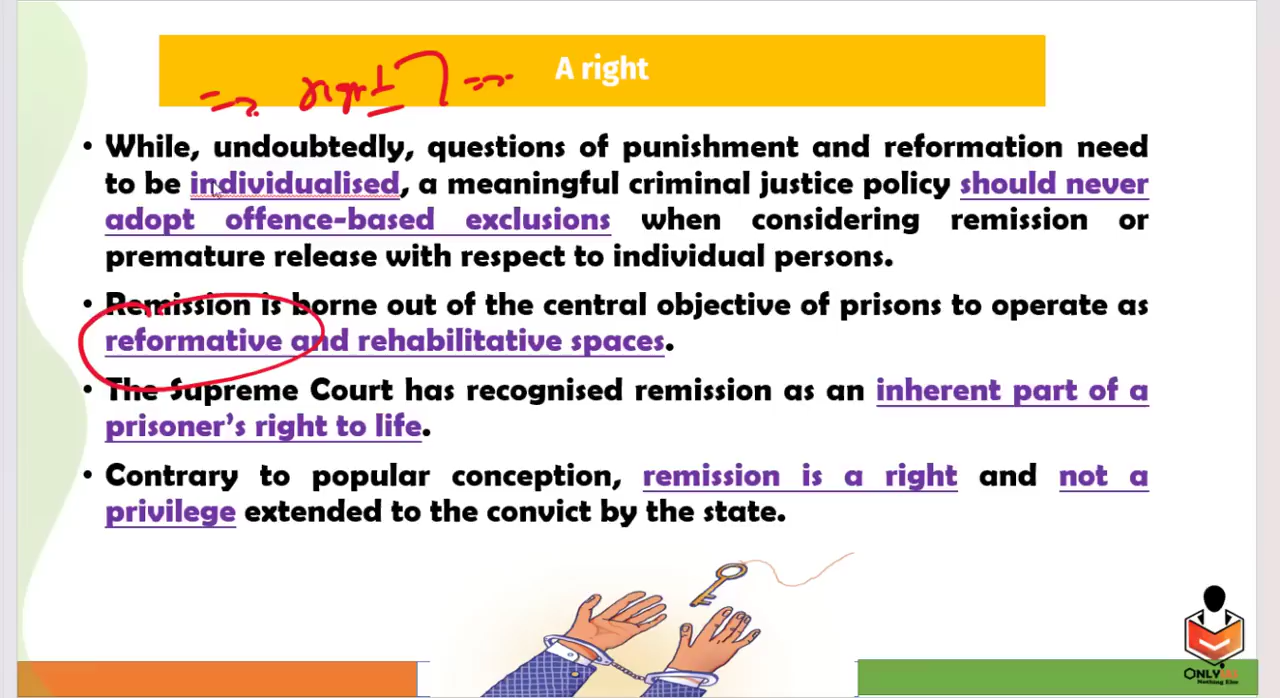 A right
right
• While, undoubtedly, questions of punishment and reformation need
to be individualised, a meaningful criminal justice policy should never
adopt offence-based exclusions when considering remission or
premature release with respect to individual persons.
• Remission is borne out of the central objective of prisons to operate as
reformative and rehabilitative spaces.
• The Supreme Court has recognised remission as an inherent part of a
prisoner’s right to life.
• Contrary to popular conception, remission is a right and not a
privilege extended to the convict by the state.
ONLY
Nothing Else